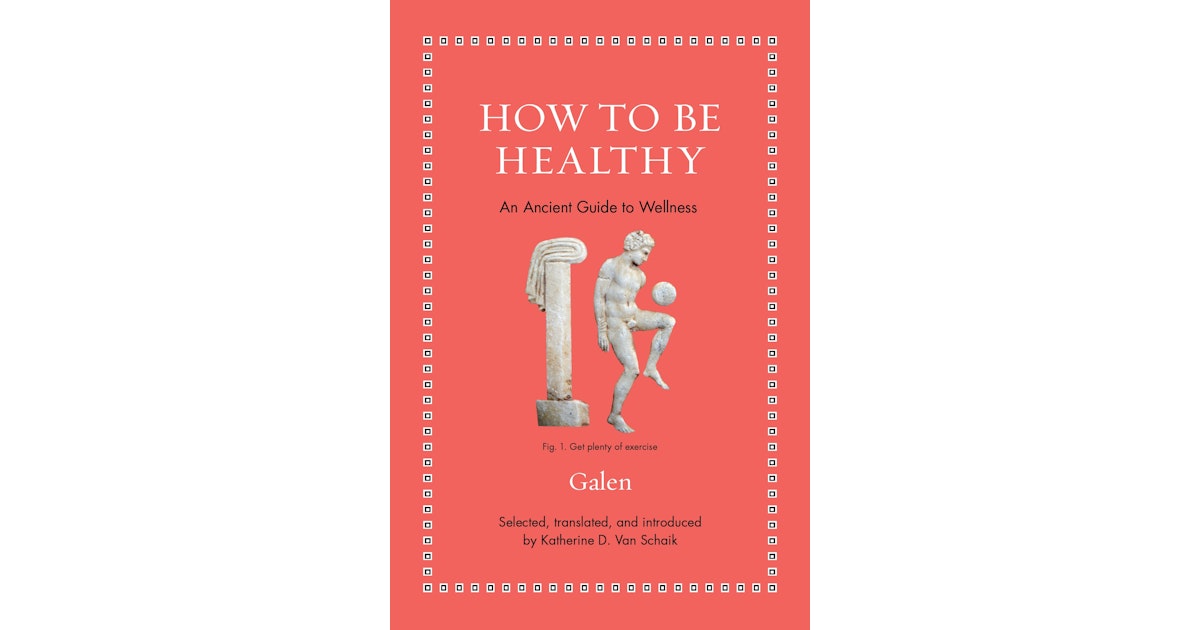 HOW TO BE
HEALTHY
An Ancient Guide to Wellness
Fig. 1. Get plenty of exercise
Galen
Selected, translated, and introduced
by Katherine D. Van Schaik